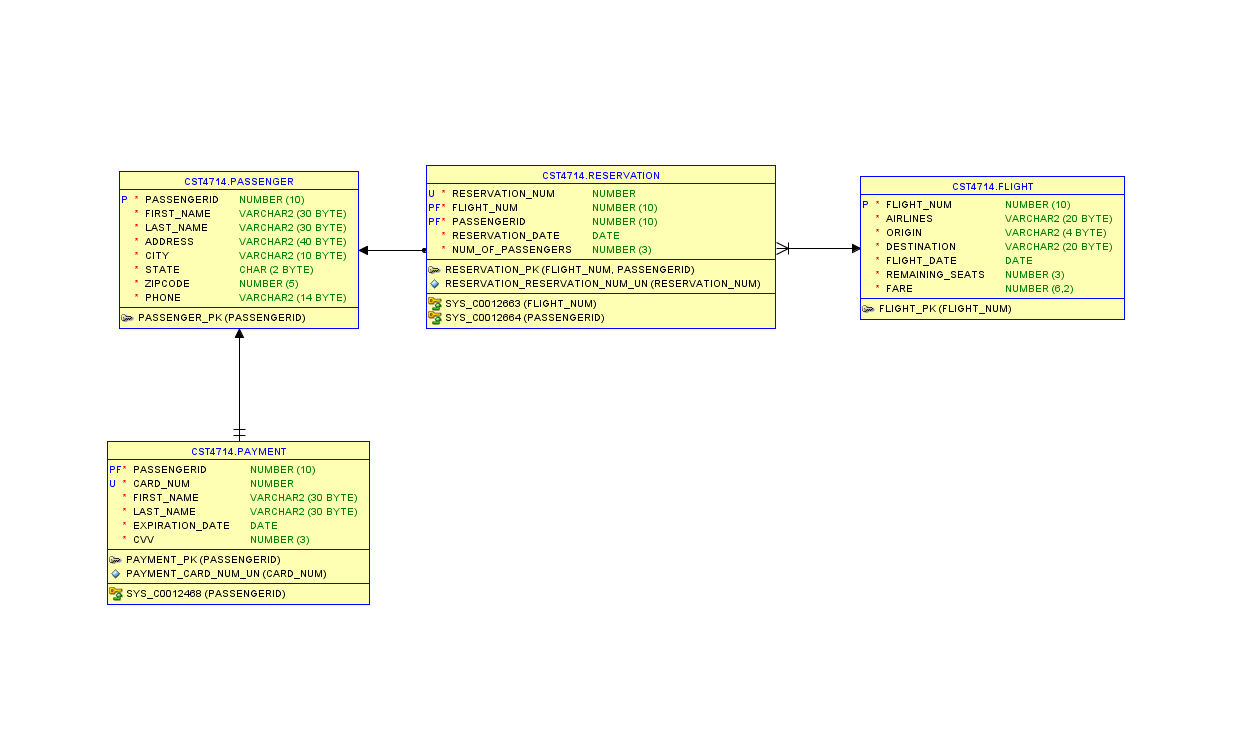 CST4714.PASSENGER
P * PASSENGERID NUMBER (10)
* FIRST_NAME VARCHAR2 (30 BYTE)
* LAST_NAME VARCHAR2 (30 BYTE)
* ADDRESS VARCHAR2 (40 BYTE)
* CITY VARCHAR2 (10 BYTE)
* STATE CHAR (2 BYTE)
* ZIPCODE NUMBER (5)
* PHONE VARCHAR2 (14 BYTE)
PASSENGER_PK (PASSENGERID)
CST4714.RESERVATION
U * RESERVATION_NUM NUMBER
PF* FLIGHT_NUM NUMBER (10)
PF* PASSENGERID NUMBER (10)
* RESERVATION_DATE DATE
* NUM_OF_PASSENGERS NUMBER (3)
RESERVATION_PK (FLIGHT_NUM, PASSENGERID)
RESERVATION_RESERVATION_NUM_UN (RESERVATION_NUM)
SYS_C0012663 (FLIGHT_NUM)
SYS_C0012664 (PASSENGERID)
CST4714.FLIGHT
P * FLIGHT_NUM NUMBER (10)
* AIRLINES VARCHAR2 (20 BYTE)
* ORIGIN VARCHAR2 (4 BYTE)
* DESTINATION VARCHAR2 (20 BYTE)
* FLIGHT_DATE DATE
* REMAINING_SEATS NUMBER (3)
* FARE NUMBER (6,2)
FLIGHT_PK (FLIGHT_NUM)
CST4714.PAYMENT
PF* PASSENGERID NUMBER (10)
U * CARD_NUM NUMBER
* FIRST_NAME VARCHAR2 (30 BYTE)
* LAST_NAME VARCHAR2 (30 BYTE)
* EXPIRATION_DATE DATE
* CVV NUMBER (3)
PAYMENT_PK (PASSENGERID)
PAYMENT_CARD_NUM_UN (CARD_NUM)
SYS_C0012468 (PASSENGERID)